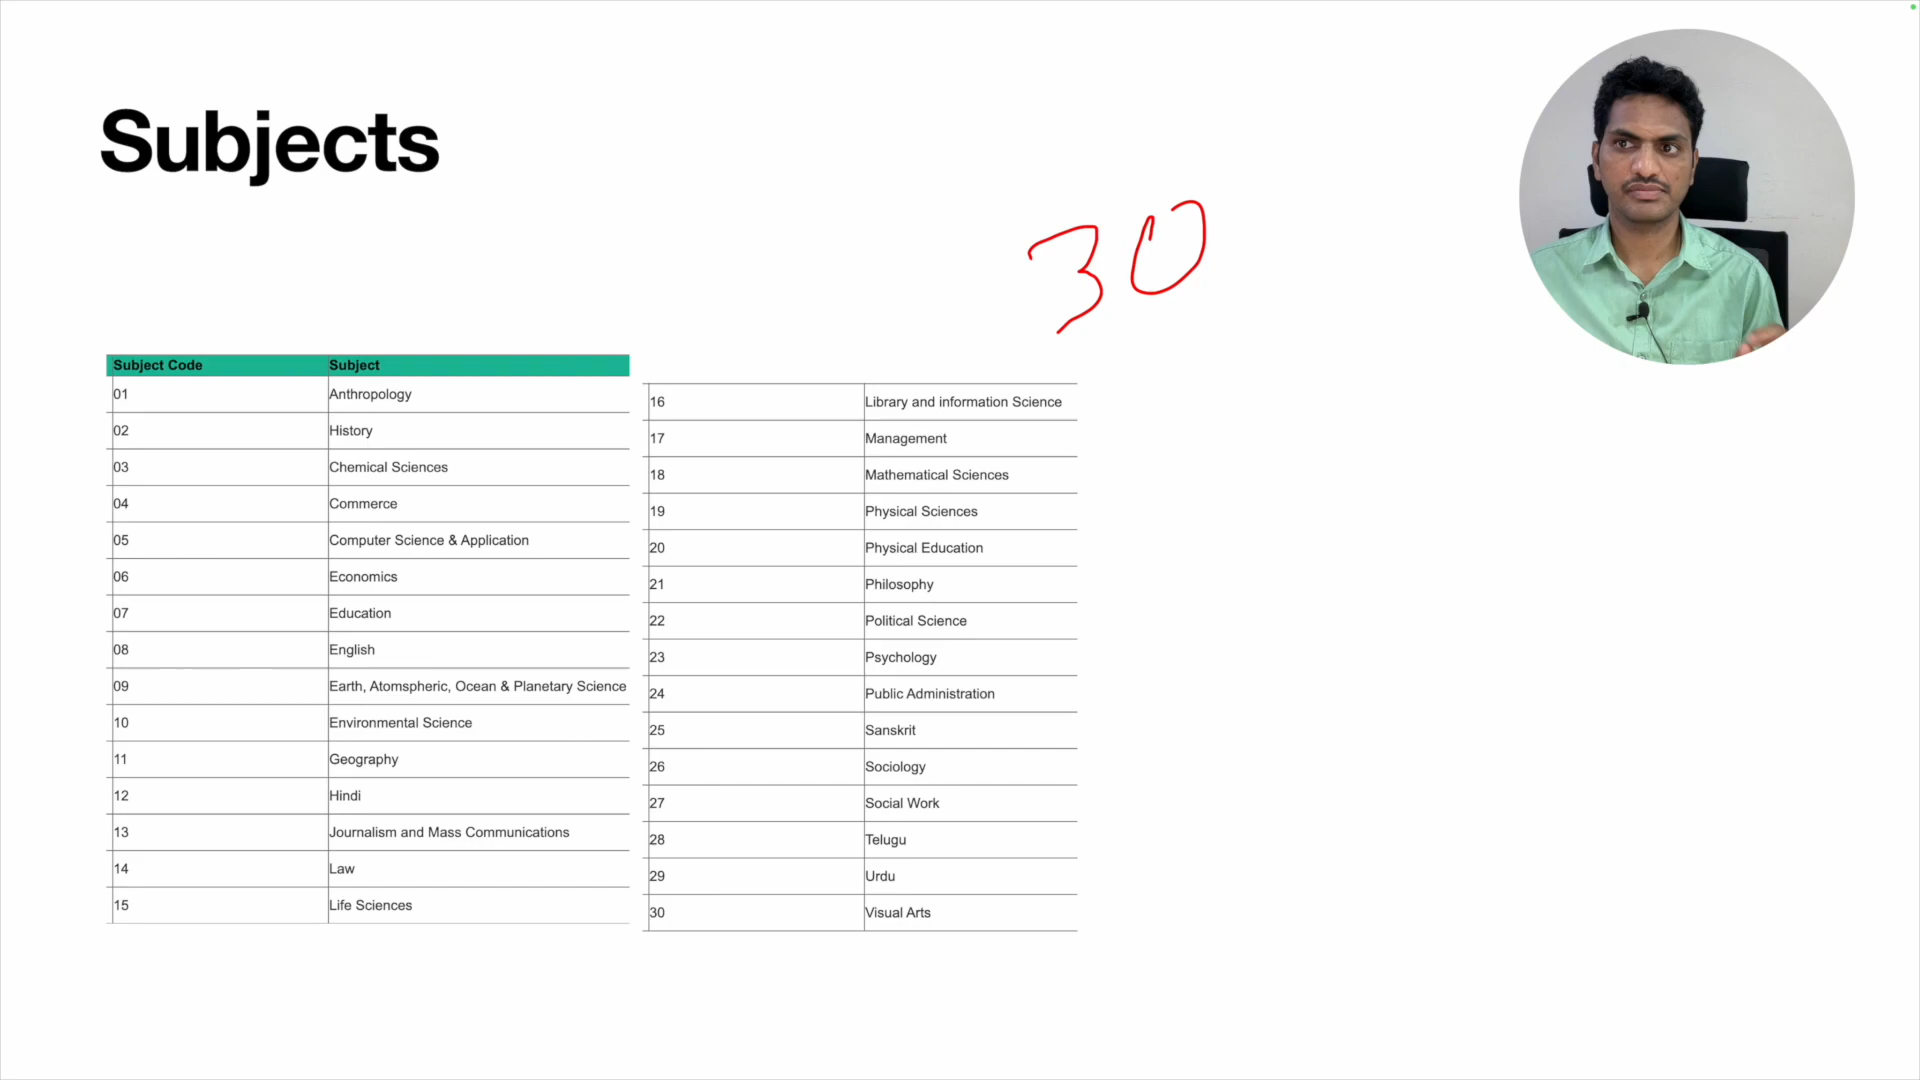 Subjects
30
Subject Code Subject
01 Anthropology
02 History
03 Chemical Sciences
04 Commerce
05 Computer Science & Application
06 Economics
07 Education
08 English
09 Earth, Atomspheric, Ocean & Planetary Science
10 Environmental Science
11 Geography
12 Hindi
13 Journalism and Mass Communications
14 Law
15 Life Sciences
16 Library and information Science
17 Management
18 Mathematical Sciences
19 Physical Sciences
20 Physical Education
21 Philosophy
22 Political Science
23 Psychology
24 Public Administration
25 Sanskrit
26 Sociology
27 Social Work
28 Telugu
29 Urdu
30 Visual Arts